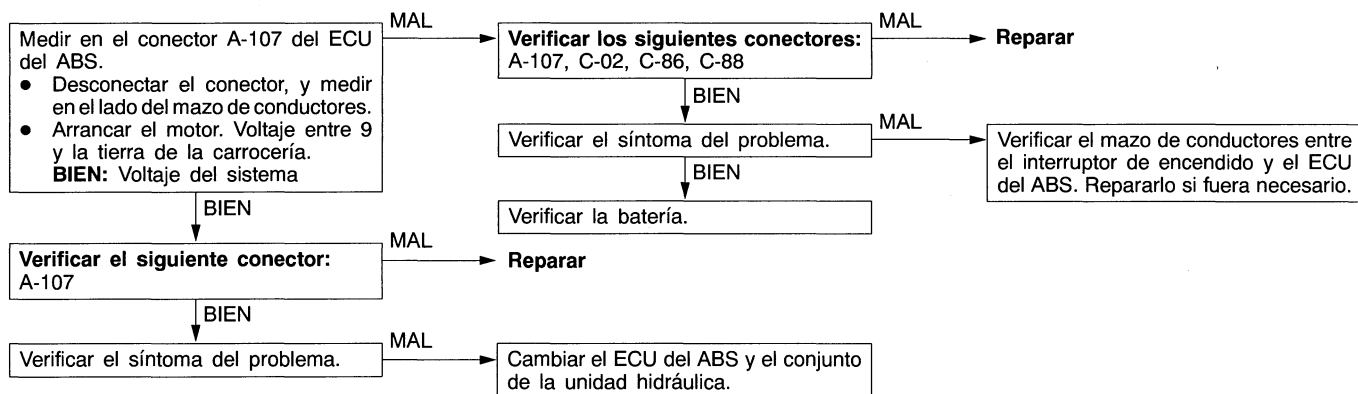 Medir en el conector A-107 del ECU
del ABS.
● Desconectar el conector, y medir
en el lado del mazo de conductores.
● Arrancar el motor. Voltaje entre 9
y la tierra de la carrocería.
BIEN: Voltaje del sistema
MAL
Verificar los siguientes conectores:
A-107, C-02, C-86, C-88
MAL
Reparar
BIEN
Verificar el síntoma del problema.
MAL
Verificar el mazo de conductores entre
el interruptor de encendido y el ECU
del ABS. Repararlo si fuera necesario.
BIEN
Verificar la batería.
BIEN
Verificar el siguiente conector:
A-107
MAL
Reparar
BIEN
Verificar el síntoma del problema.
MAL
Cambiar el ECU del ABS y el conjunto
de la unidad hidráulica.